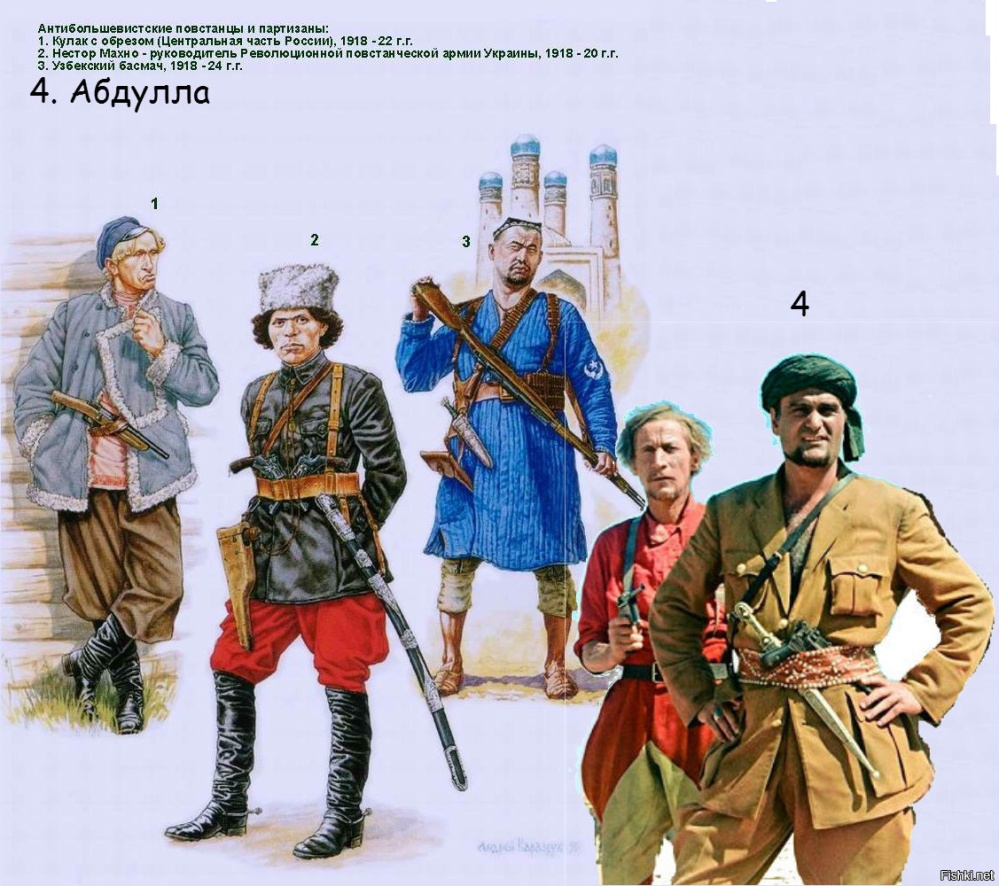 Антибольшевистские повстанцы и партизаны:
1. Кулак с обрезом (Центральная часть России), 1918 - 22 г.г.
2. Нестор Махно - руководитель Революционной повстанческой армии Украины, 1918 - 20 г.г.
3. Узбекский басмач, 1918 - 24 г.г.
4. Абдулла
1
2
3
4
Fishki.net